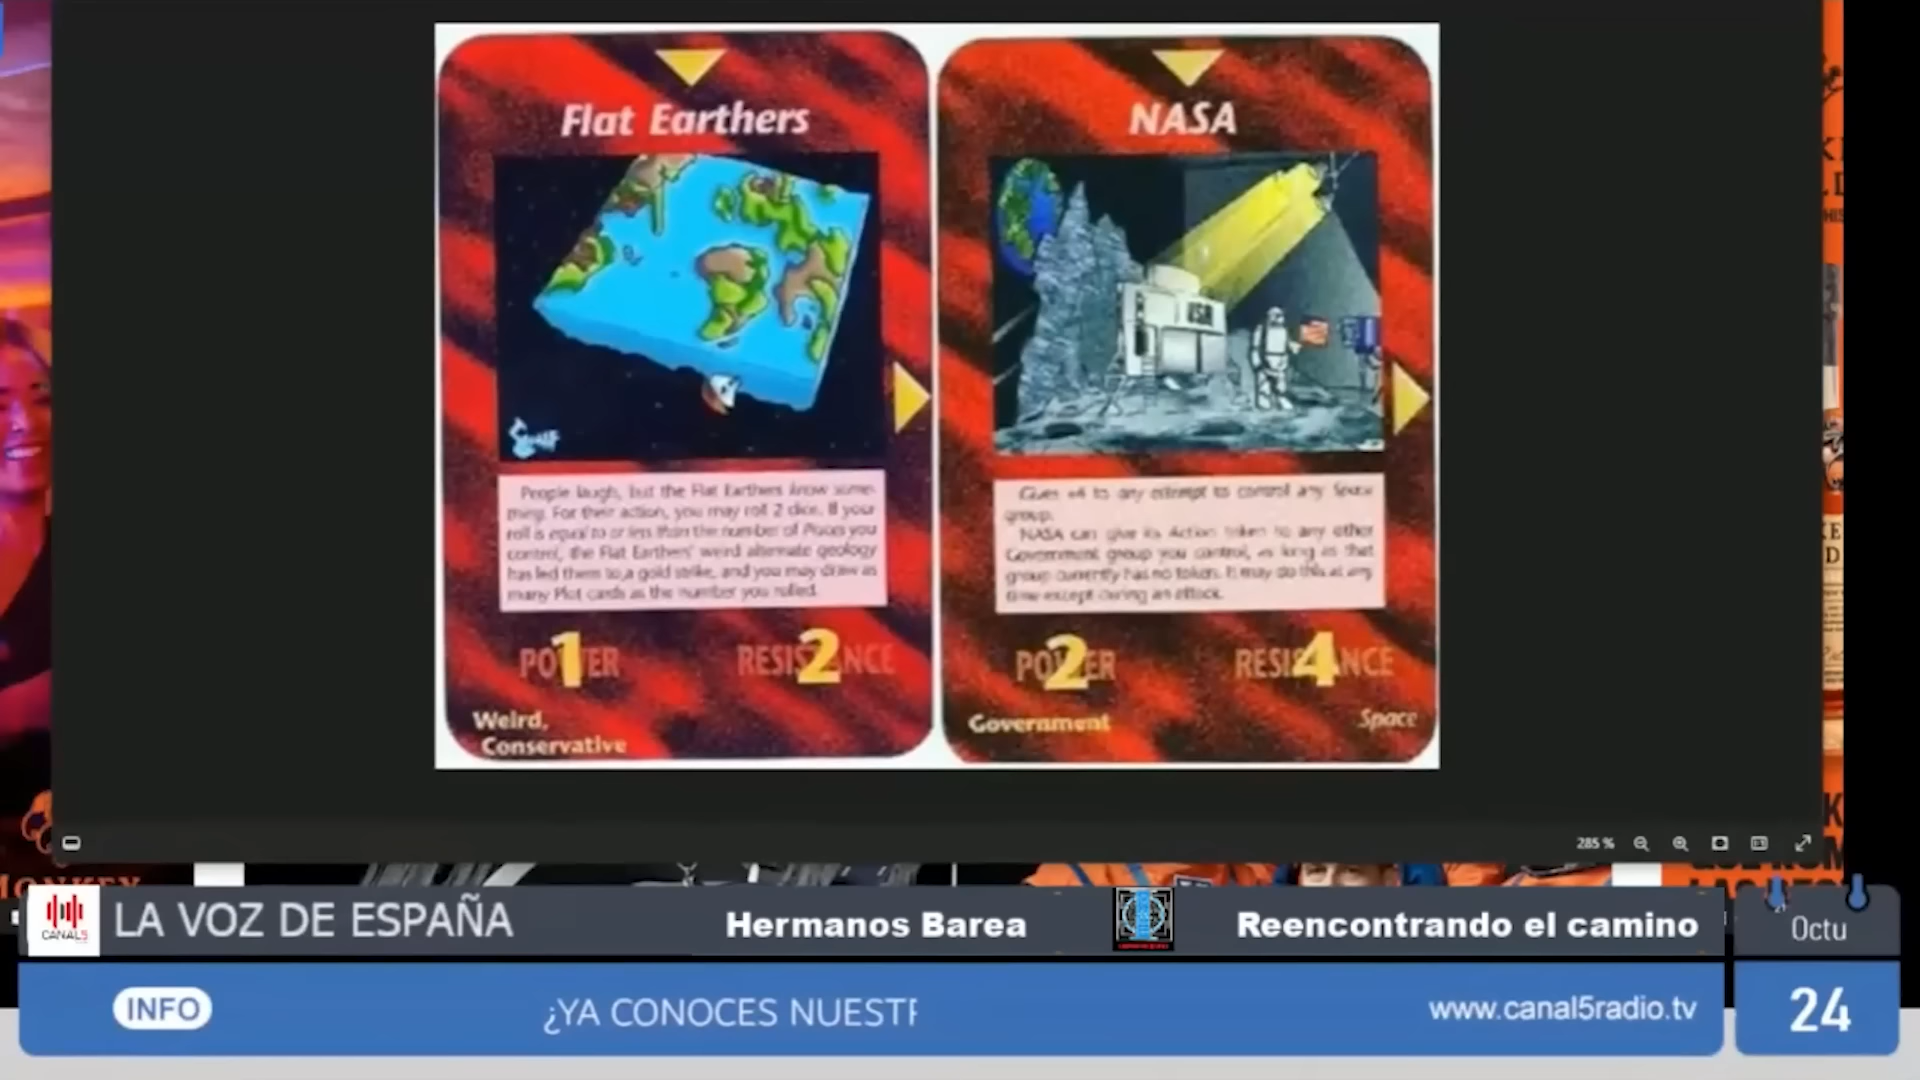 Flat Earthers
People laugh, but the Flat Earthers know some-
thing. For their action, you may roll 2 dice. If your
roll is equal to or less than the number of Places you
control, the Flat Earthers' weird alternate geology
has led them to a gold strike, and you may draw as
many Plot cards as the number you rolled.
POWER 1
RESISTANCE 2
Weird,
Conservative
NASA
USA
Gives +4 to any attempt to control any Space
group.
NASA can give its Action token to any other
Government group you control, as long as that
group currently has no token. It may do this at any
time except during an attack.
POWER 2
RESISTANCE 4
Government
Space
285 %
MONKEY
CANAL5
LA VOZ DE ESPAÑA
Hermanos Barea
Reencontrando el camino
Octu
24
INFO
¿YA CONOCES NUESTR
www.canal5radio.tv